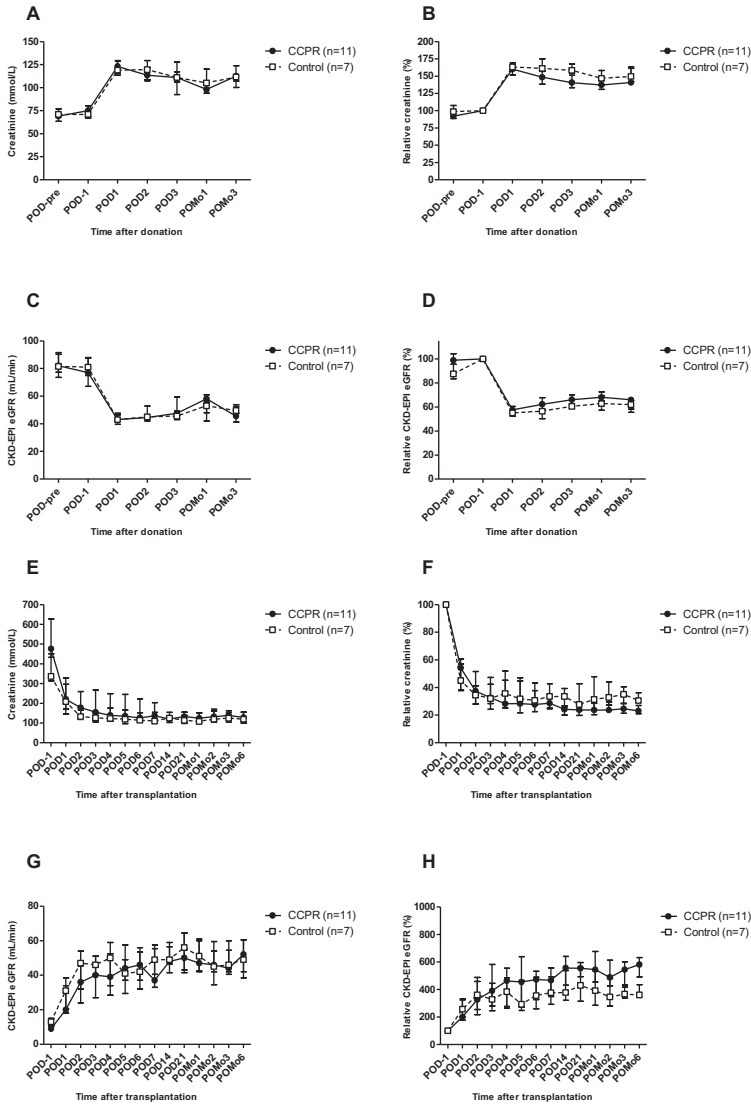 A
Creatinine (mmol/L)
150
125
100
75
50
25
0
POD-pre
POD-1
POD1
POD2
POD3
POMo1
POMo3
Time after donation
CCPR (n=11)
Control (n=7)
B
Relative creatinine (%)
200
175
150
125
100
75
50
25
0
POD-pre
POD-1
POD1
POD2
POD3
POMo1
POMo3
Time after donation
CCPR (n=11)
Control (n=7)
C
CKD-EPI eGFR (mL/min)
100
80
60
40
20
0
POD-pre
POD-1
POD1
POD2
POD3
POMo1
POMo3
Time after donation
CCPR (n=11)
Control (n=7)
D
Relative CKD-EPI eGFR (%)
100
80
60
40
20
0
POD-pre
POD-1
POD1
POD2
POD3
POMo1
POMo3
Time after donation
CCPR (n=11)
Control (n=7)
E
Creatinine (mmol/L)
700
600
500
400
300
200
100
0
POD-1
POD1
POD2
POD3
POD4
POD5
POD6
POD7
POD14
POD21
POMo1
POMo2
POMo3
POMo6
Time after transplantation
CCPR (n=11)
Control (n=7)
F
Relative creatinine (%)
100
80
60
40
20
0
POD-1
POD1
POD2
POD3
POD4
POD5
POD6
POD7
POD14
POD21
POMo1
POMo2
POMo3
POMo6
Time after transplantation
CCPR (n=11)
Control (n=7)
G
CKD-EPI e GFR (mL/min)
80
60
40
20
0
POD-1
POD1
POD2
POD3
POD4
POD5
POD6
POD7
POD14
POD21
POMo1
POMo2
POMo3
POMo6
Time after transplantation
CCPR (n=11)
Control (n=7)
H
Relative CKD-EPI eGFR (%)
1000
800
600
400
200
0
POD-1
POD1
POD2
POD3
POD4
POD5
POD6
POD7
POD14
POD21
POMo1
POMo2
POMo3
POMo6
Time after transplantation
CCPR (n=11)
Control (n=7)